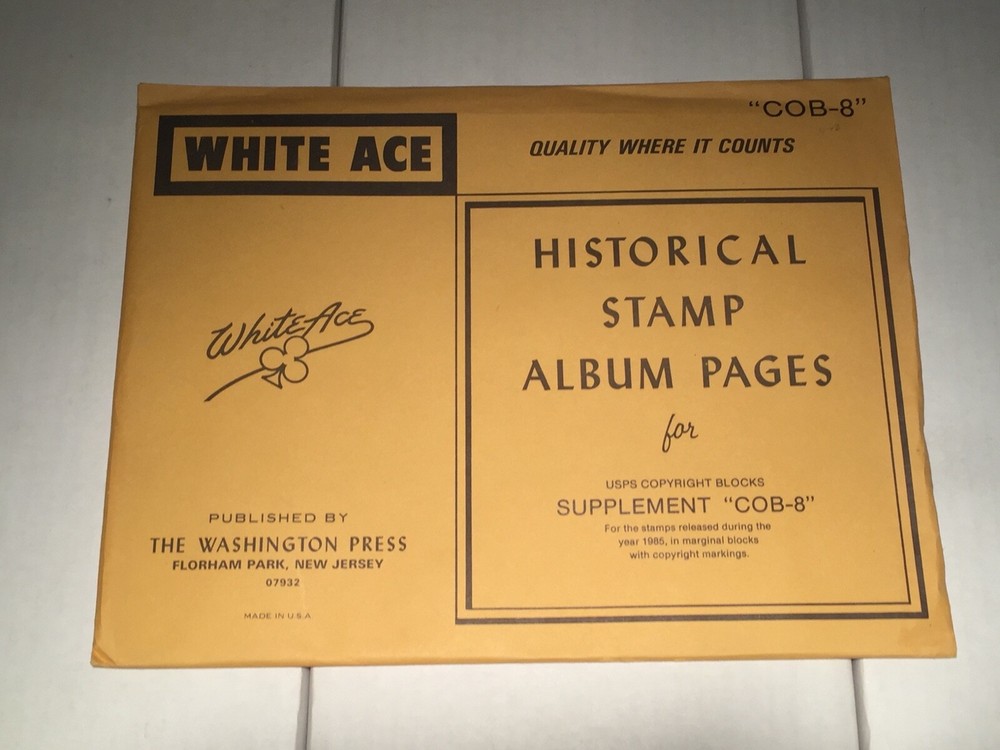 "COB-8"
WHITE ACE
QUALITY WHERE IT COUNTS
White Ace
PUBLISHED BY
THE WASHINGTON PRESS
FLORHAM PARK, NEW JERSEY
07932
MADE IN U.S.A
HISTORICAL
STAMP
ALBUM PAGES
for
USPS COPYRIGHT BLOCKS
SUPPLEMENT "COB-8"
For the stamps released during the
year 1985, in marginal blocks
with copyright markings.